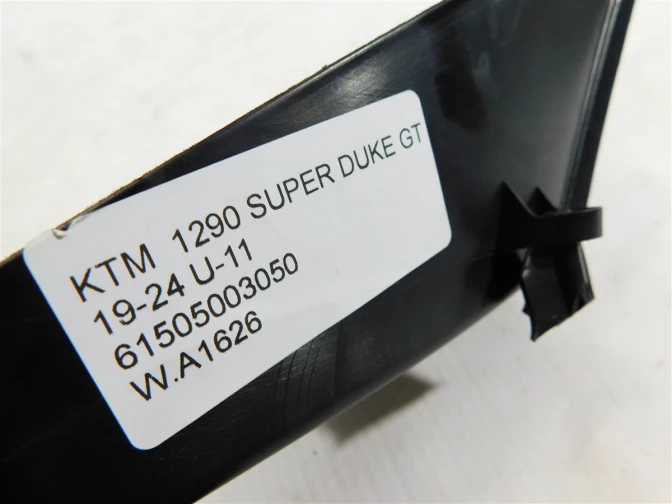 KTM 1290 SUPER DUKE GT
19-24 U-11
61505003050
W.A1626